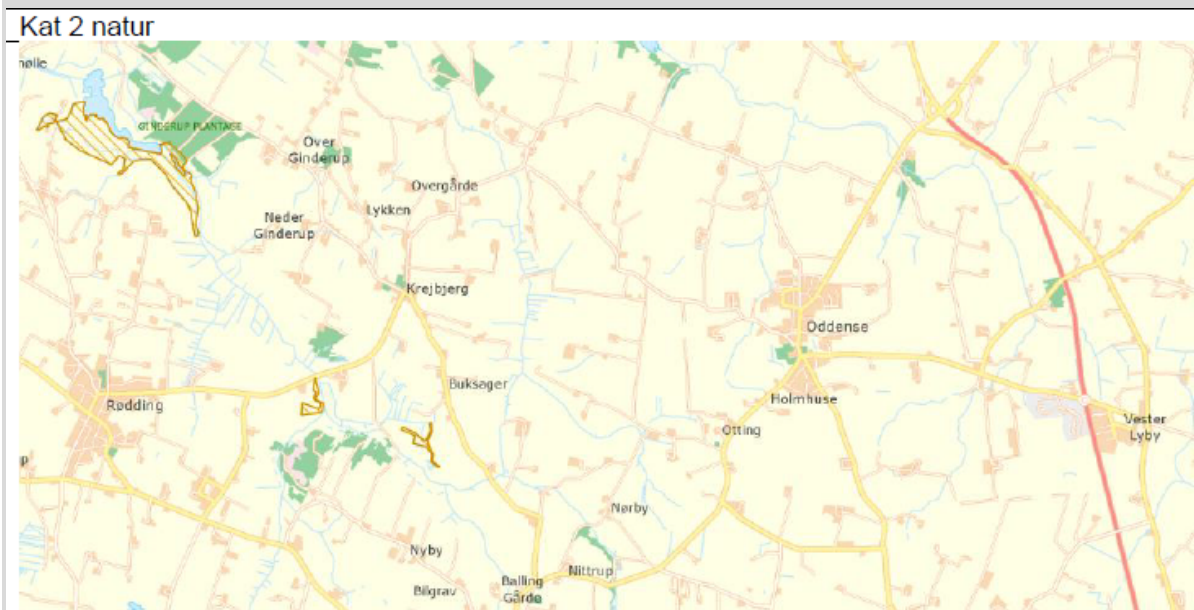 Kat 2 natur
GINDERUP PLANTAGE
Over
Ginderup
Overgårde
Lykken
Neder
Ginderup
Krejbjerg
Oddense
Buksager
Rødding
Holmhuse
Vester
Lyby
Otting
Nørby
Nyby
Nittrup
Balling
Gårde
Bilgrav